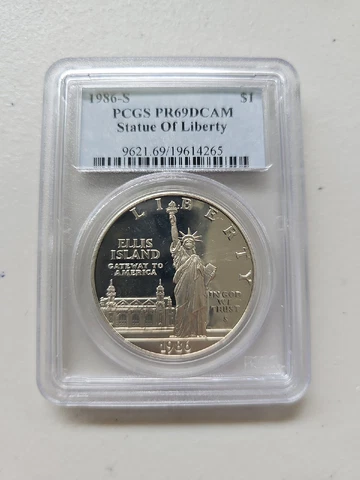 1986-S $1
PCGS PR69DCAM
Statue Of Liberty
9621.69/19614265
LIBERTY
ELLIS
ISLAND
GATEWAY TO
AMERICA
IN GOD
WE
TRUST
1986